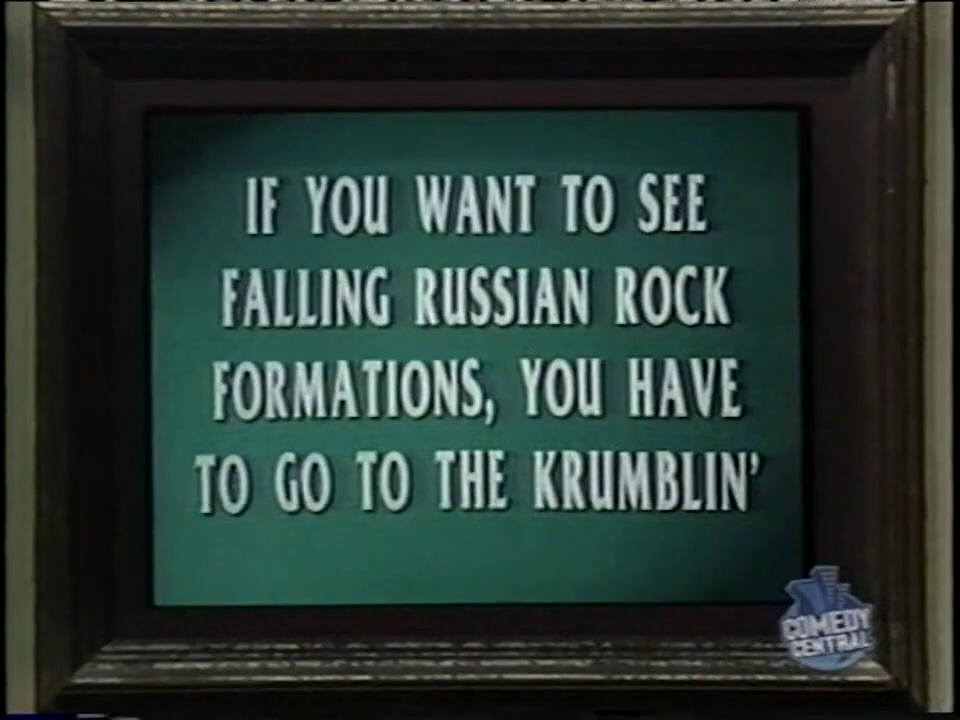 IF YOU WANT TO SEE
FALLING RUSSIAN ROCK
FORMATIONS, YOU HAVE
TO GO TO THE KRUMBLIN'
COMEDY
CENTRAL